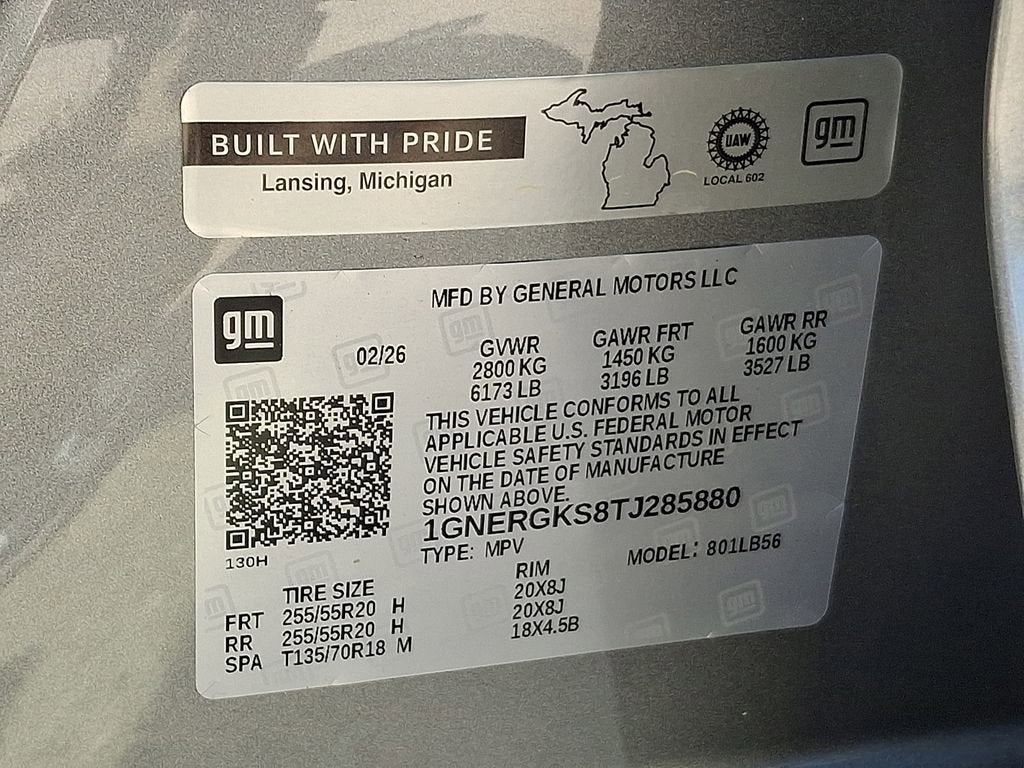 BUILT WITH PRIDE
Lansing, Michigan
UAW
LOCAL 602
gm
gm
MFD BY GENERAL MOTORS LLC
02/26
GVWR
2800 KG
6173 LB
GAWR FRT
1450 KG
3196 LB
GAWR RR
1600 KG
3527 LB
THIS VEHICLE CONFORMS TO ALL
APPLICABLE U.S. FEDERAL MOTOR
VEHICLE SAFETY STANDARDS IN EFFECT
ON THE DATE OF MANUFACTURE
SHOWN ABOVE.
1GNERGKS8TJ285880
TYPE: MPV MODEL: 801LB56
130H
TIRE SIZE RIM
FRT 255/55R20 H 20X8J
RR 255/55R20 H 20X8J
SPA T135/70R18 M 18X4.5B